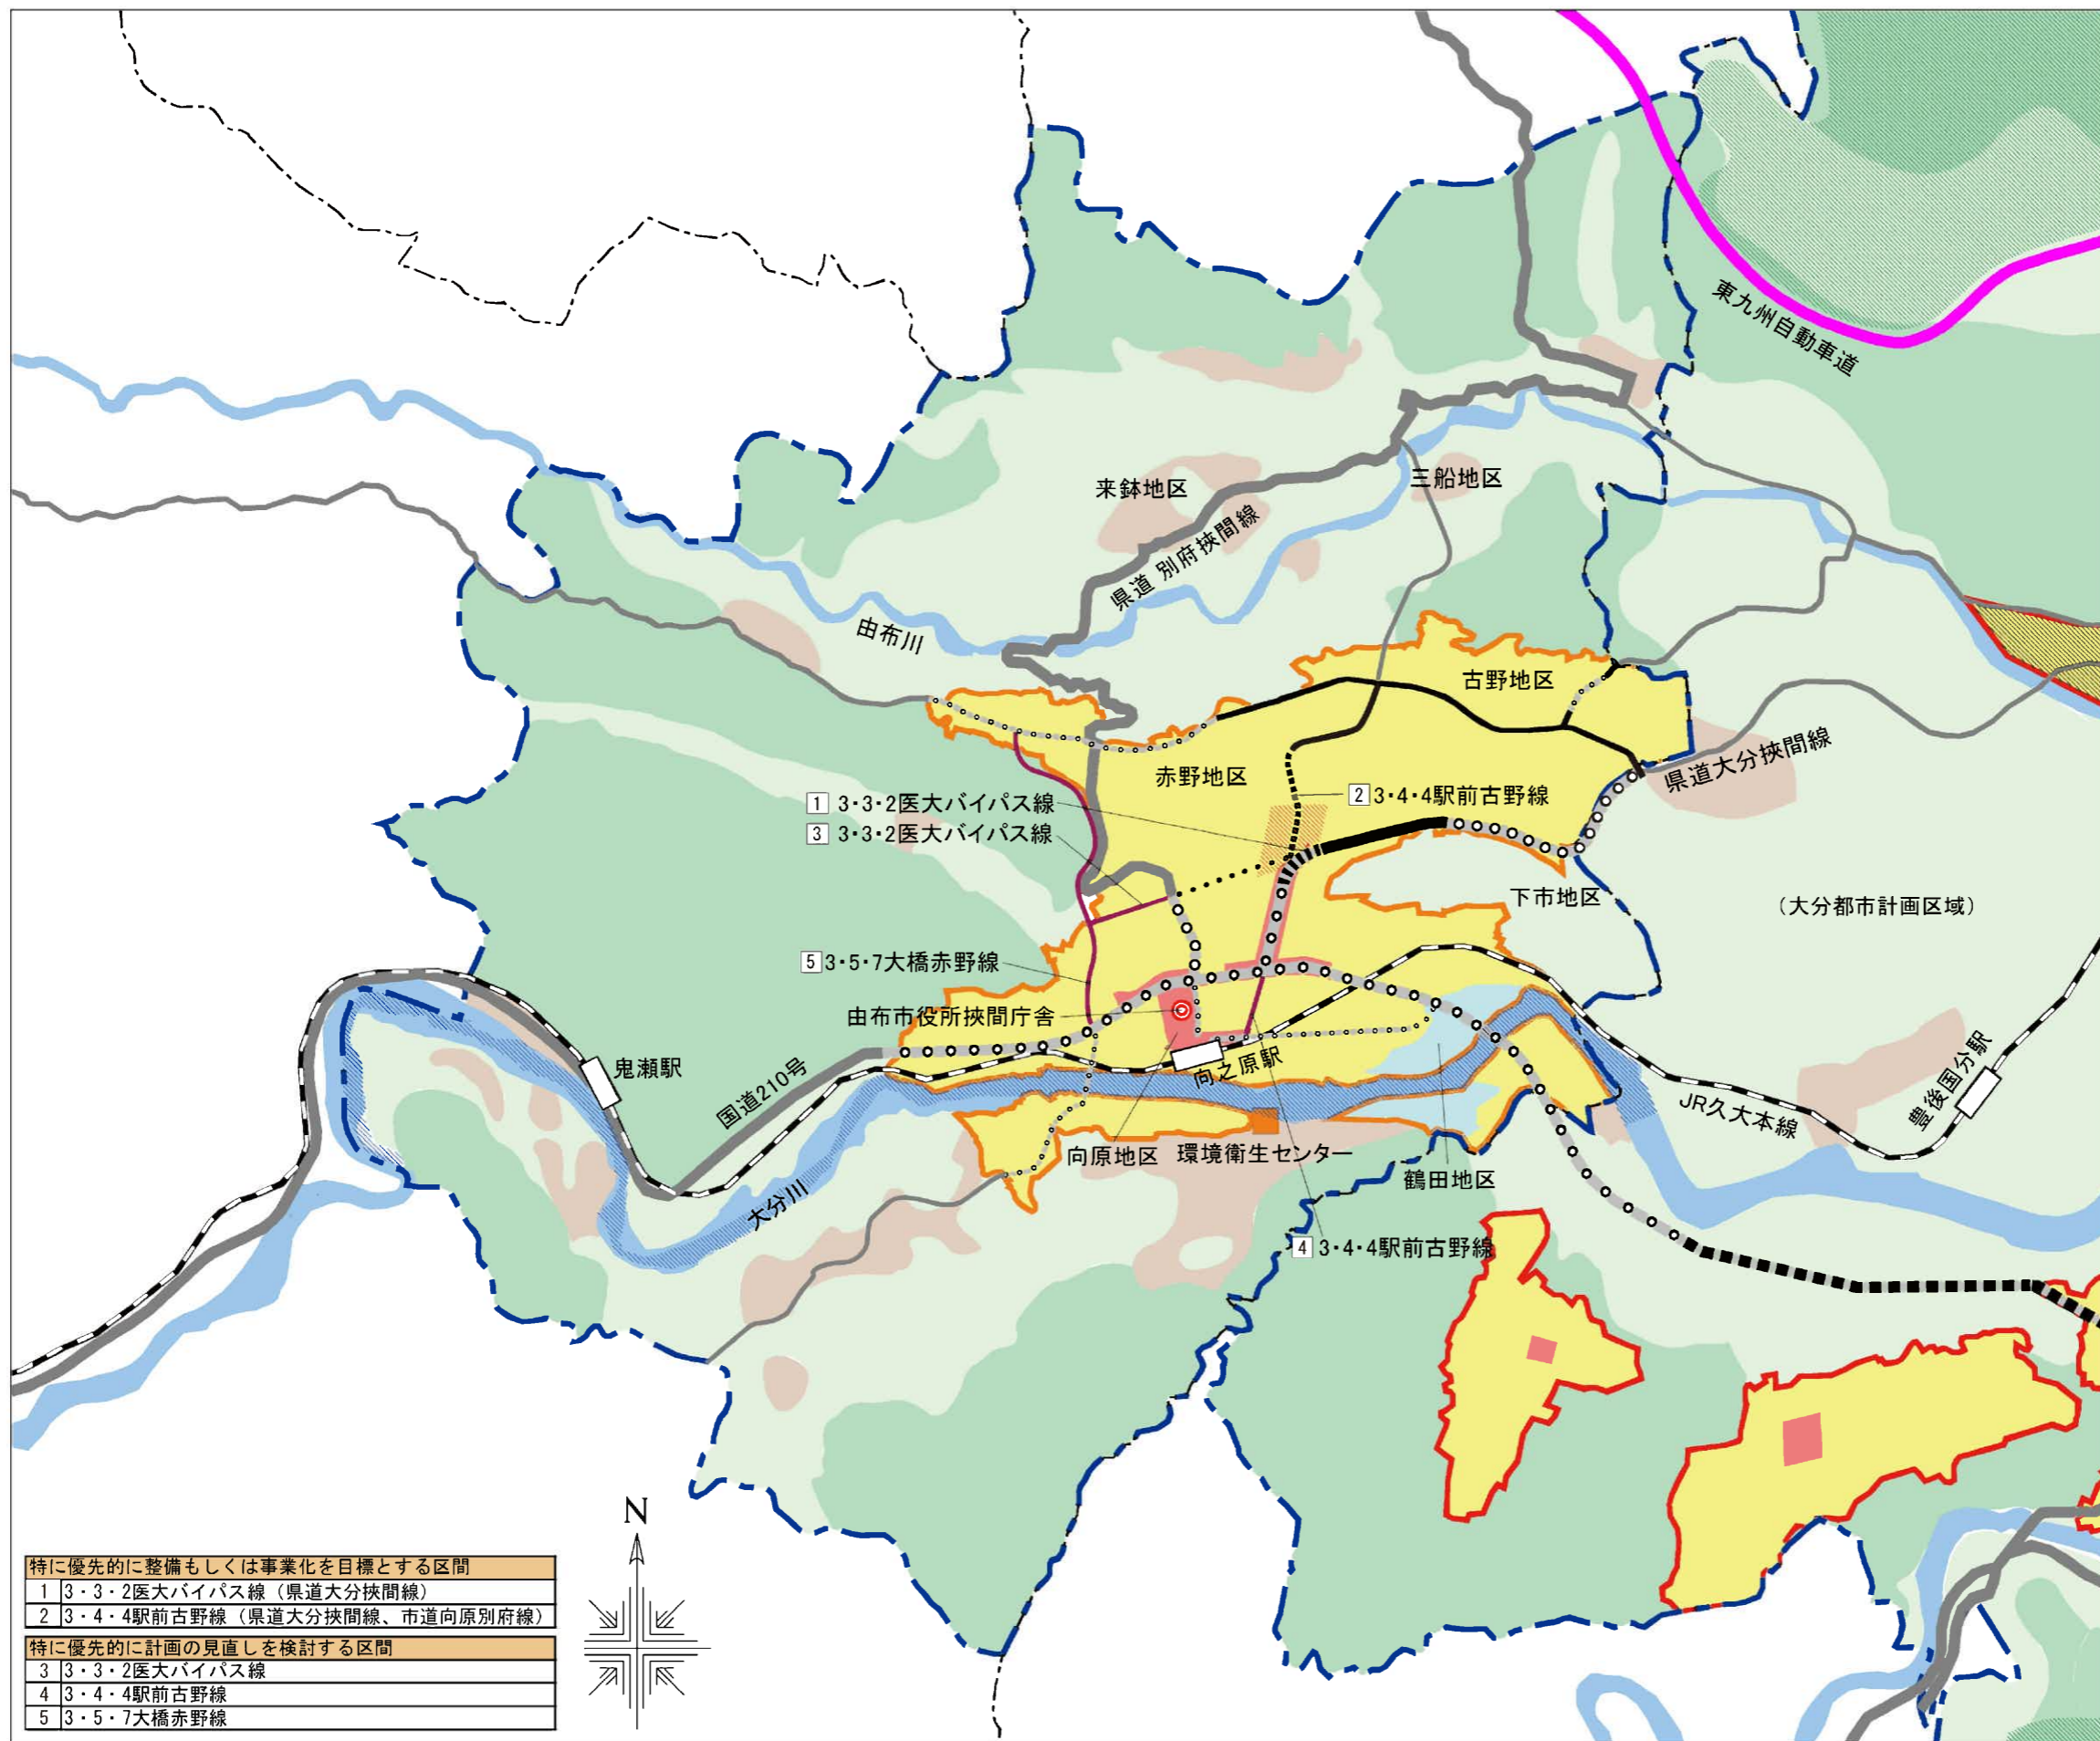 東九州自動車道
来鉢地区
三船地区
県道 別府挾間線
由布川
古野地区
赤野地区
県道大分挾間線
1 3・3・2医大バイパス線
2 3・4・4駅前古野線
3 3・3・2医大バイパス線
下市地区
(大分都市計画区域)
5 3・5・7大橋赤野線
由布市役所挾間庁舎
鬼瀬駅
国道210号
向之原駅
豊後国分駅
JR久大本線
向原地区
環境衛生センター
鶴田地区
大分川
4 3・4・4駅前古野線
N
特に優先的に整備もしくは事業化を目標とする区間
1 3・3・2医大バイパス線(県道大分挾間線)
2 3・4・4駅前古野線(県道大分挾間線、市道向原別府線)
特に優先的に計画の見直しを検討する区間
3 3・3・2医大バイパス線
4 3・4・4駅前古野線
5 3・5・7大橋赤野線